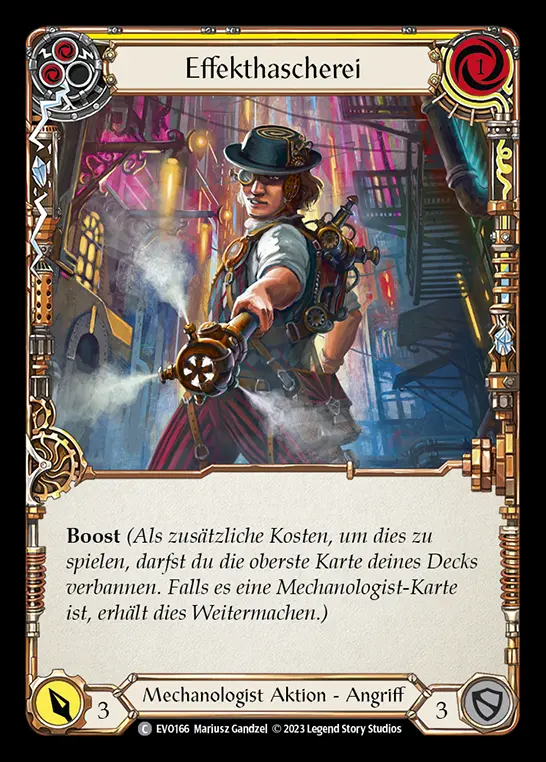 Effekthascherei
1
Boost (Als zusätzliche Kosten, um dies zu
spielen, darfst du die oberste Karte deines Decks
verbannen. Falls es eine Mechanologist-Karte
ist, erhält dies Weitermachen.)
3
Mechanologist Aktion - Angriff
3
C EVO166 Mariusz Gandzel © 2023 Legend Story Studios